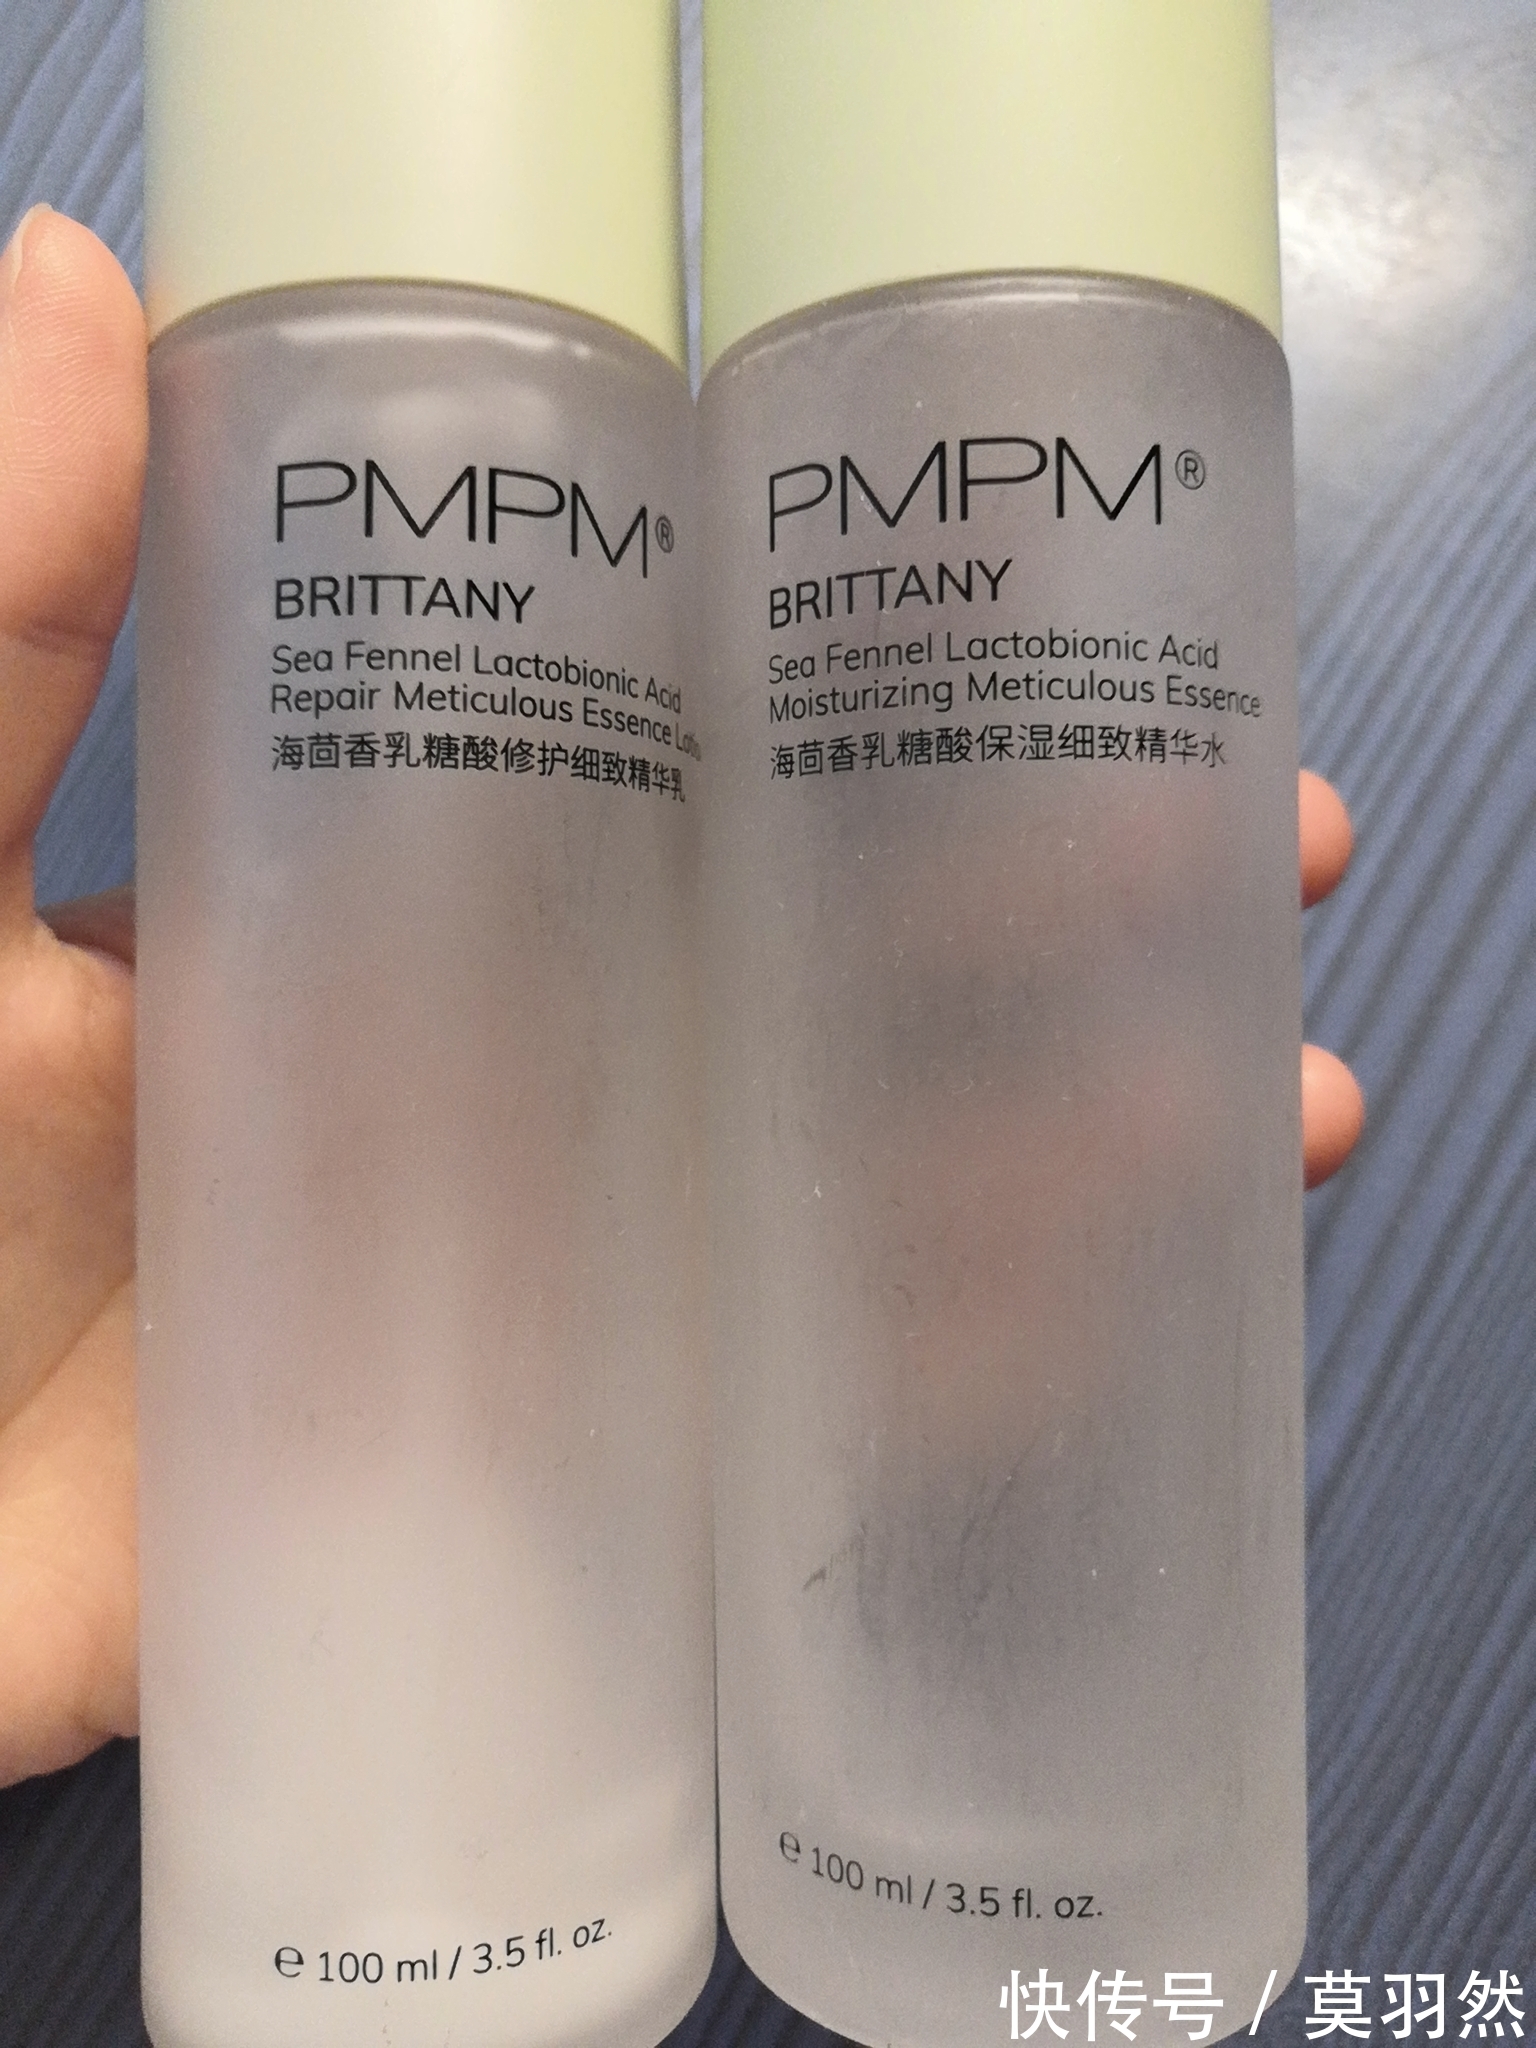 PMPM®
BRITTANY
Sea Fennel Lactobionic Acid
Repair Meticulous Essence Lotio
海茴香乳糖酸修护细致精华乳
℮ 100 ml / 3.5 fl. oz.
PMPM®
BRITTANY
Sea Fennel Lactobionic Acid
Moisturizing Meticulous Essence
海茴香乳糖酸保湿细致精华水
℮ 100 ml / 3.5 fl. oz.
快传号 / 莫羽然